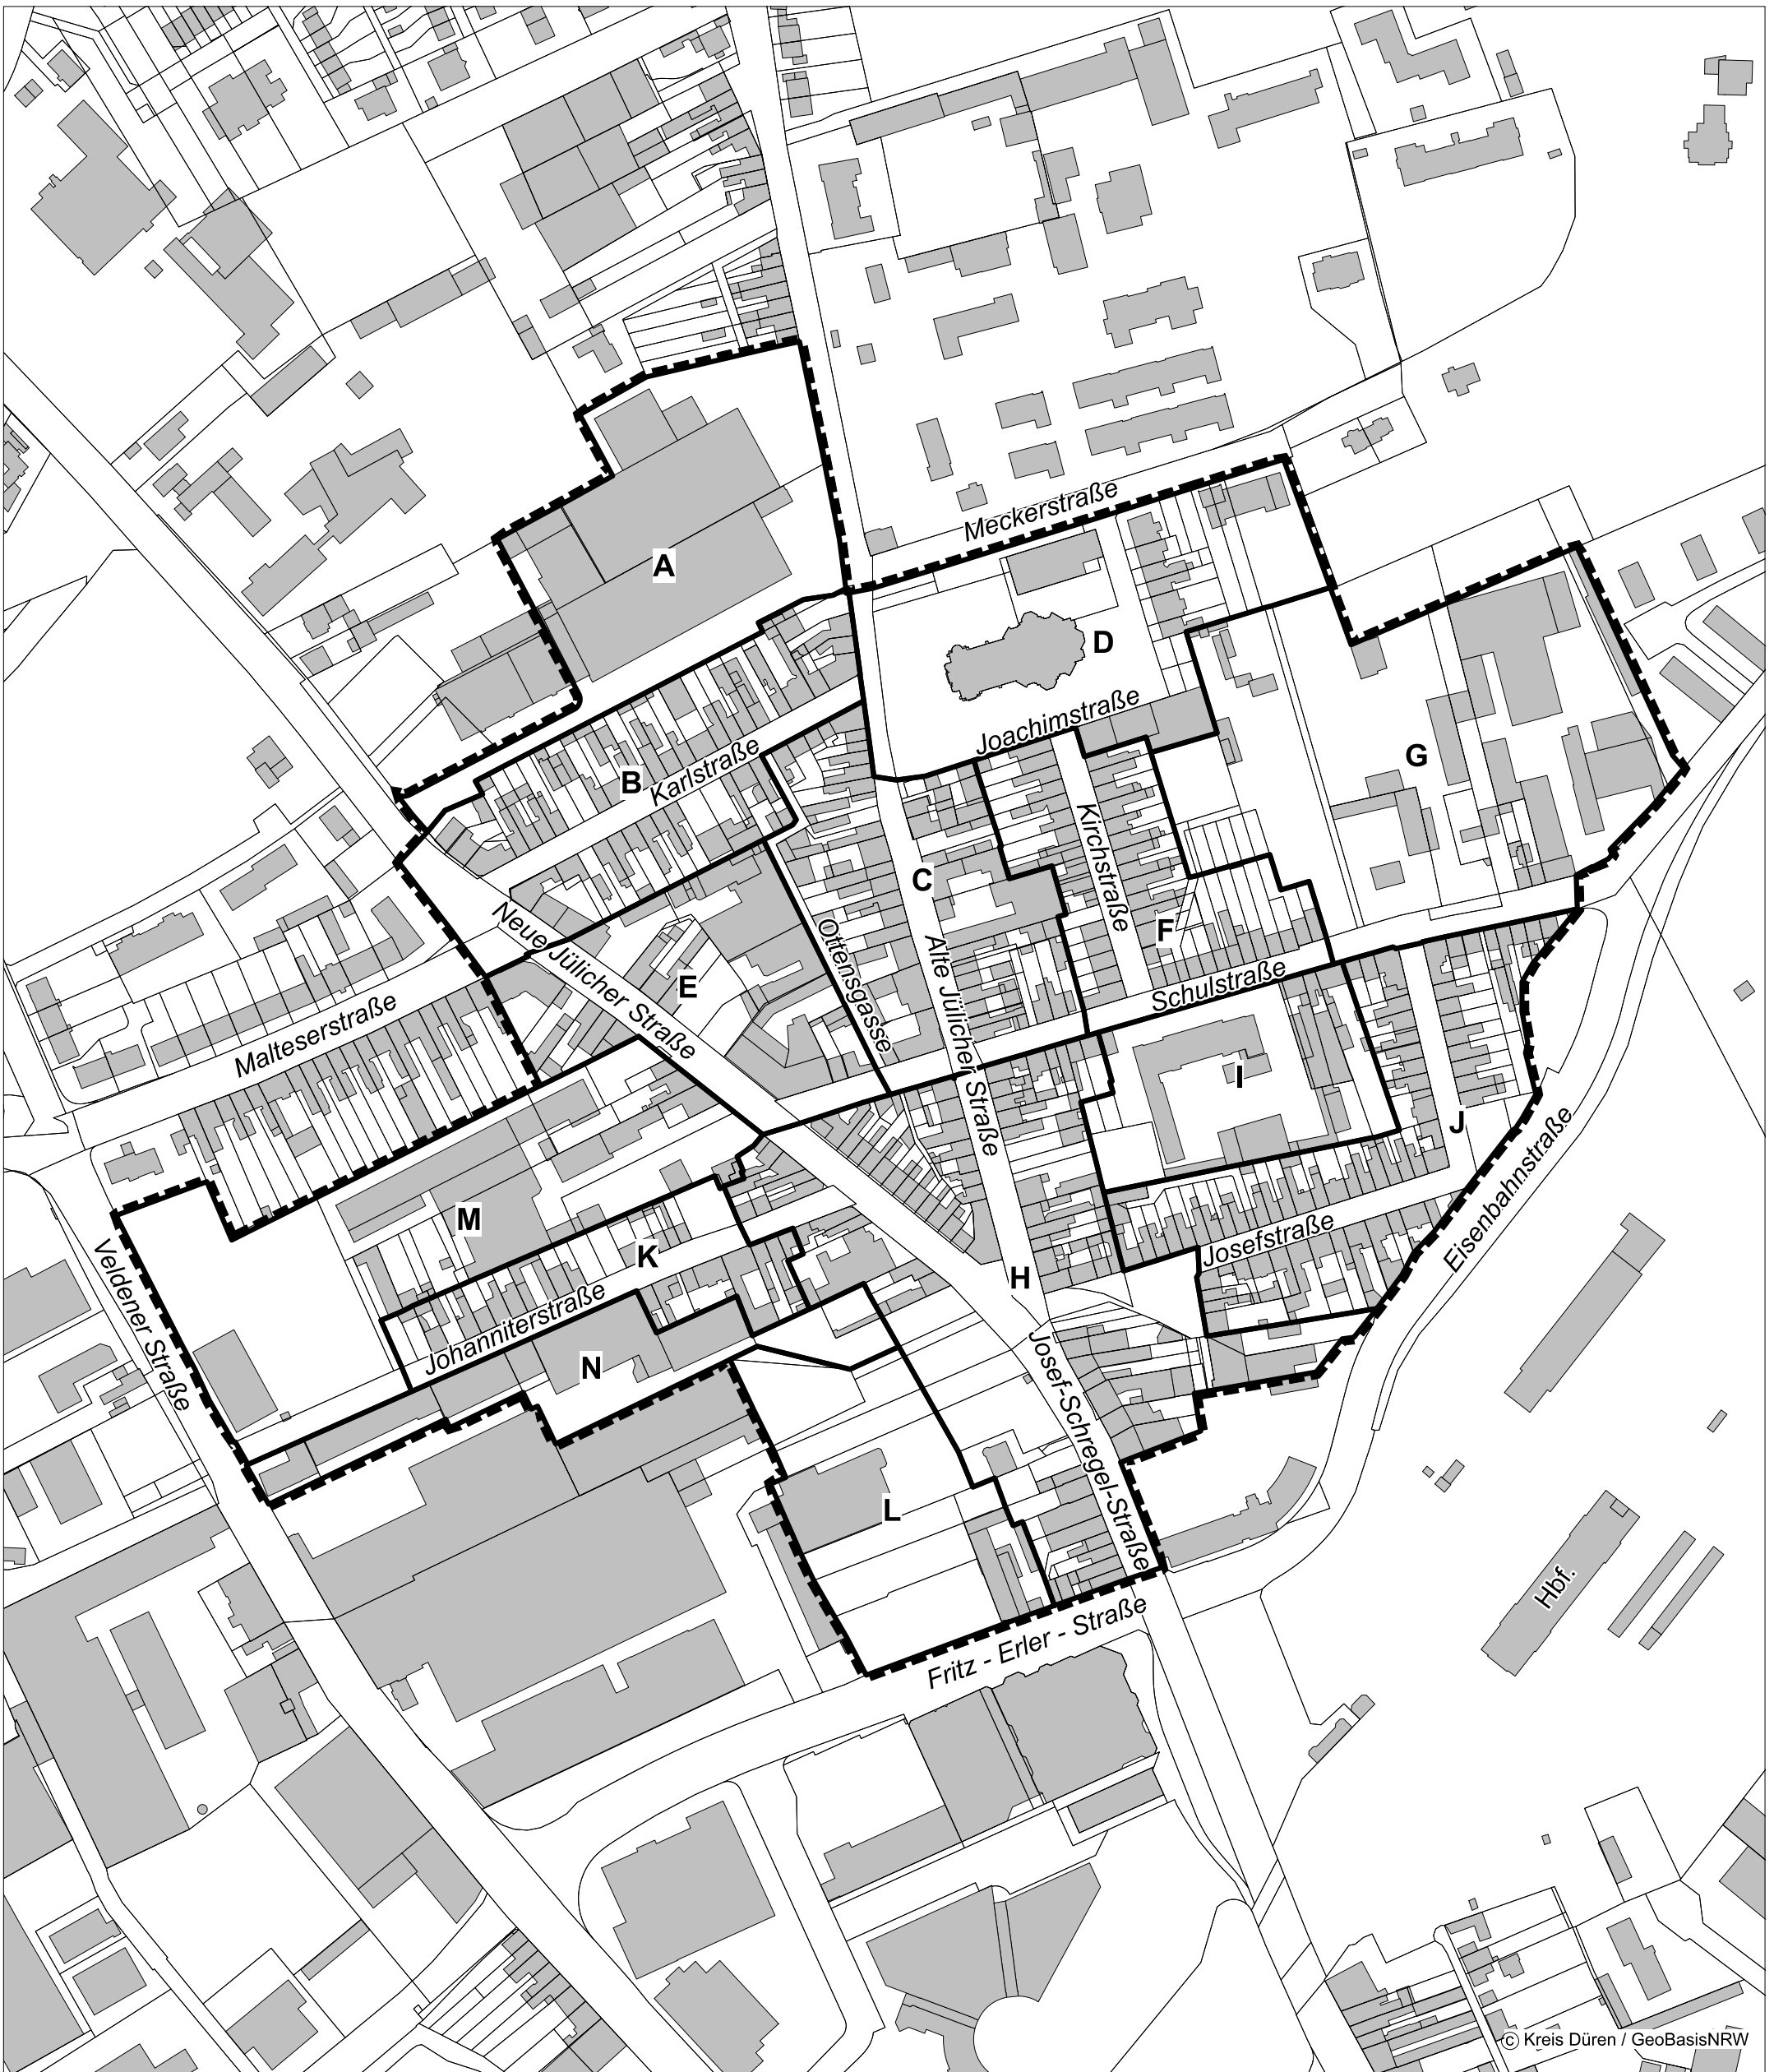 Meckerstraße
A
D
Joachimstraße
B
Karlstraße
G
Kirchstraße
C
F
Neue Jülicher Straße
Ottensgasse
Alte Jülicher Straße
E
Schulstraße
Malteserstraße
I
J
Eisenbahnstraße
M
Josefstraße
K
H
Veldener Straße
Johanniterstraße
N
Josef-Schregel-Straße
L
Hbf.
Fritz - Erler - Straße
© Kreis Düren / GeoBasisNRW